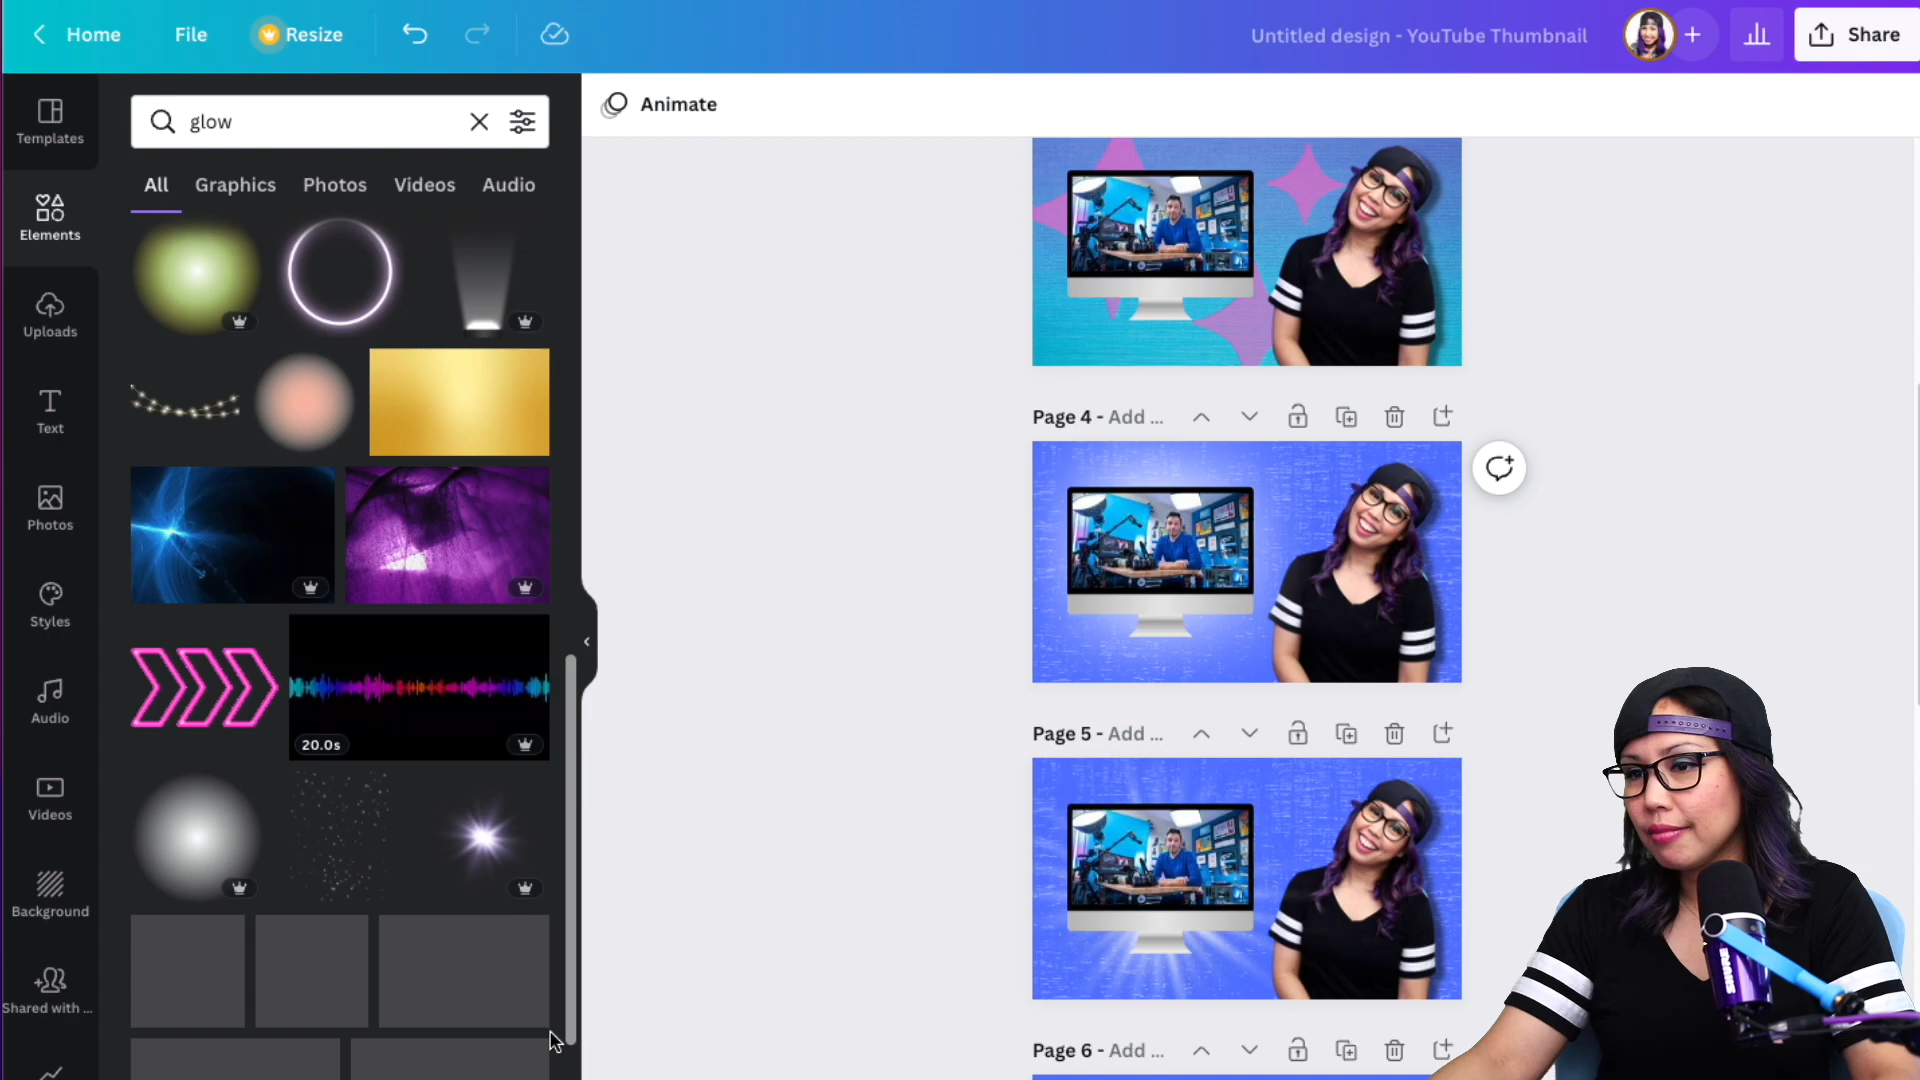 Home
File
Resize
Untitled design - YouTube Thumbnail
Share
glow
Animate
Templates
Elements
Uploads
Text
Photos
Styles
Audio
Videos
Background
Shared with ...
All
Graphics
Photos
Videos
Audio
20.0s
Page 4 - Add ...
Page 5 - Add ...
Page 6 - Add ...